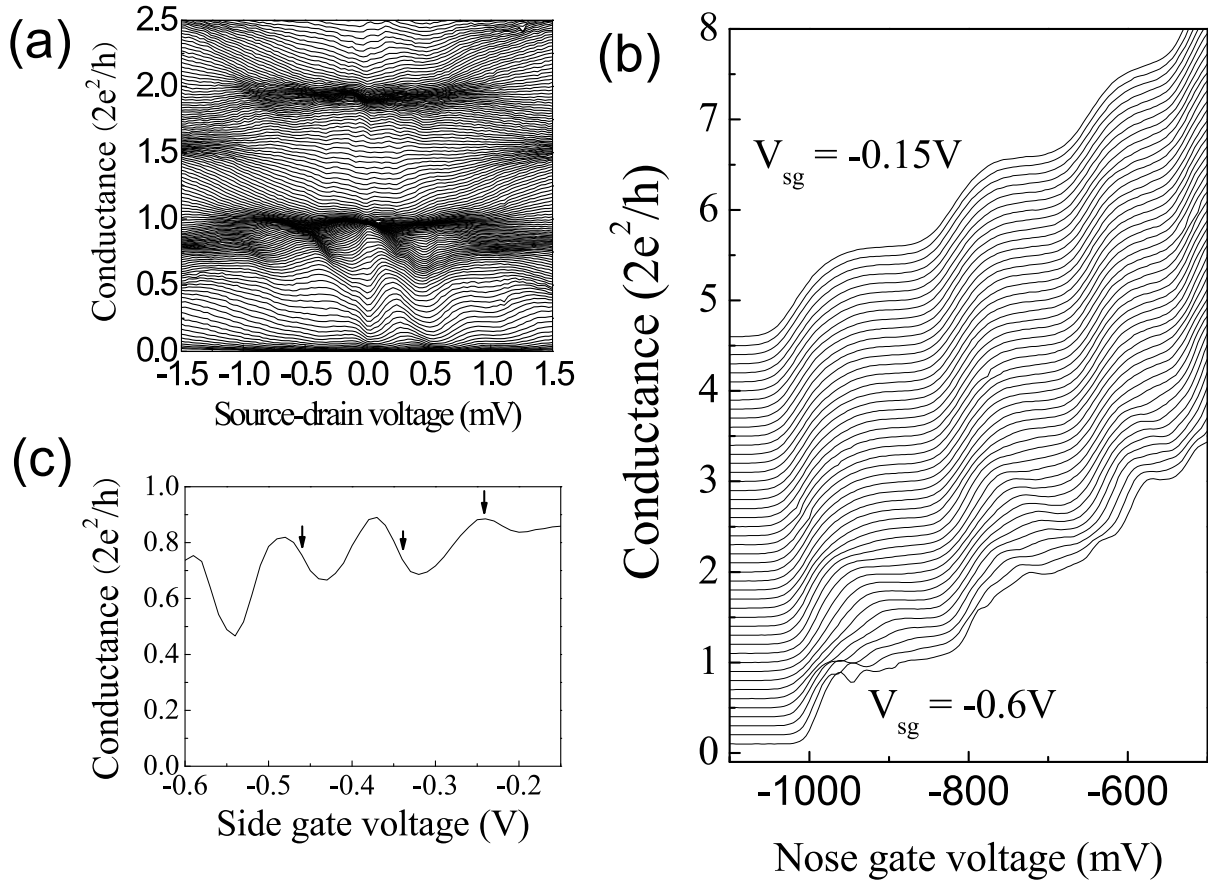 (a)
Conductance (2e²/h)
2.5
2.0
1.5
1.0
0.5
0.0
-1.5 -1.0 -0.5 0.0 0.5 1.0 1.5
Source-drain voltage (mV)
(b)
Conductance (2e²/h)
8
7
6
5
4
3
2
1
0
V_sg = -0.15V
V_sg = -0.6V
-1000 -800 -600
Nose gate voltage (mV)
(c)
Conductance (2e²/h)
1.0
0.8
0.6
0.4
0.2
0.0
-0.6 -0.5 -0.4 -0.3 -0.2
Side gate voltage (V)